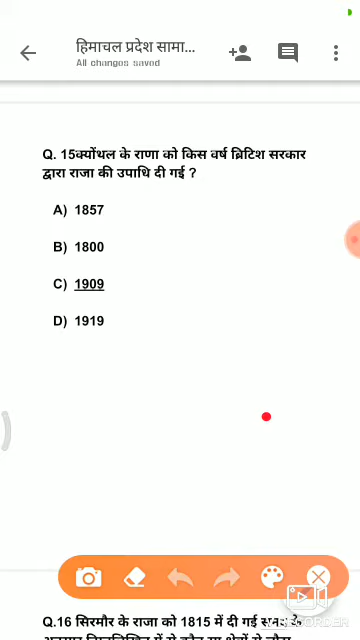 हिमाचल प्रदेश सामा...
All changes saved
Q. 15क्योंथल के राणा को किस वर्ष ब्रिटिश सरकार
द्वारा राजा की उपाधि दी गई ?
A) 1857
B) 1800
C) 1909
D) 1919
Q.16 सिरमौर के राजा को 1815 में दी गई सनद के